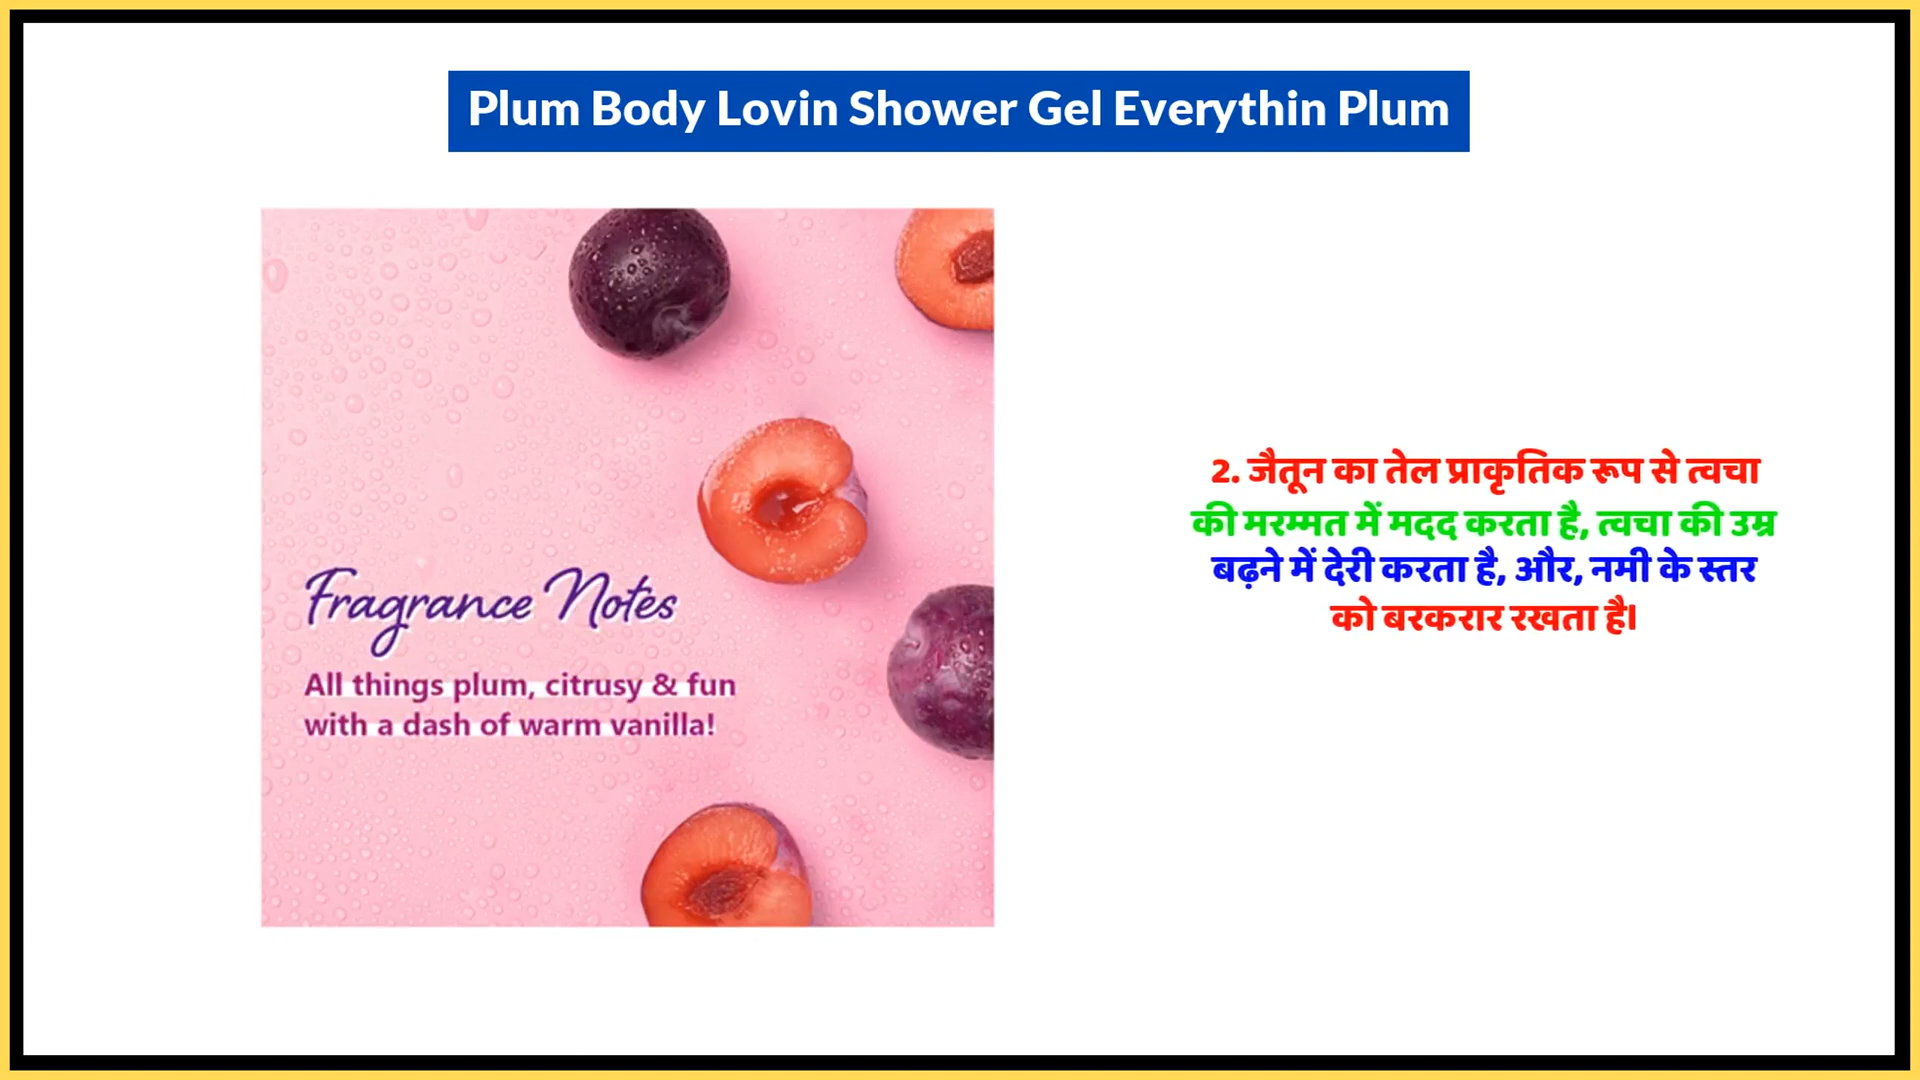 Plum Body Lovin Shower Gel Everythin Plum
Fragrance Notes
All things plum, citrusy & fun
with a dash of warm vanilla!
2. जैतून का तेल प्राकृतिक रूप से त्वचा
की मरम्मत में मदद करता है, त्वचा की उम्र
बढ़ने में देरी करता है, और, नमी के स्तर
को बरकरार रखता है।